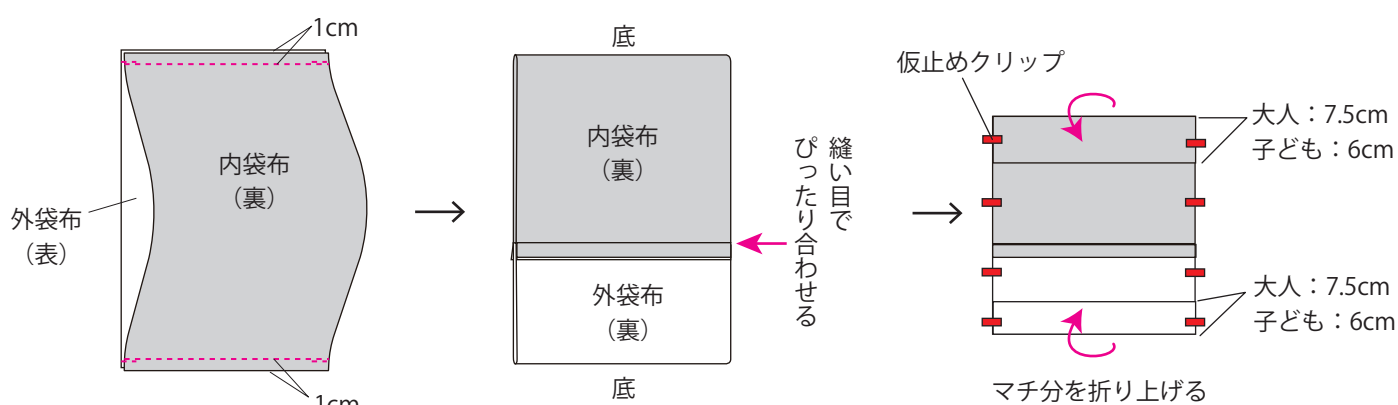 1cm
内袋布
（裏）
外袋布
（表）
1cm
底
内袋布
（裏）
縫い目で
ぴったり合わせる
外袋布
（裏）
底
仮止めクリップ
大人：7.5cm
子ども：6cm
大人：7.5cm
子ども：6cm
マチ分を折り上げる